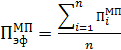 П_эф^МП = (∑_{i=1}^{n} П_i^МП) / n